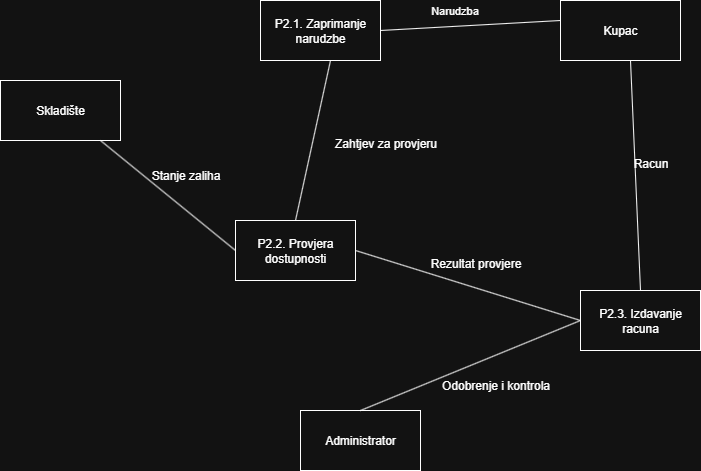 Narudzba
P2.1. Zaprimanje
narudzbe
Kupac
Skladište
Zahtjev za provjeru
Racun
Stanje zaliha
P2.2. Provjera
dostupnosti
Rezultat provjere
P2.3. Izdavanje
racuna
Odobrenje i kontrola
Administrator